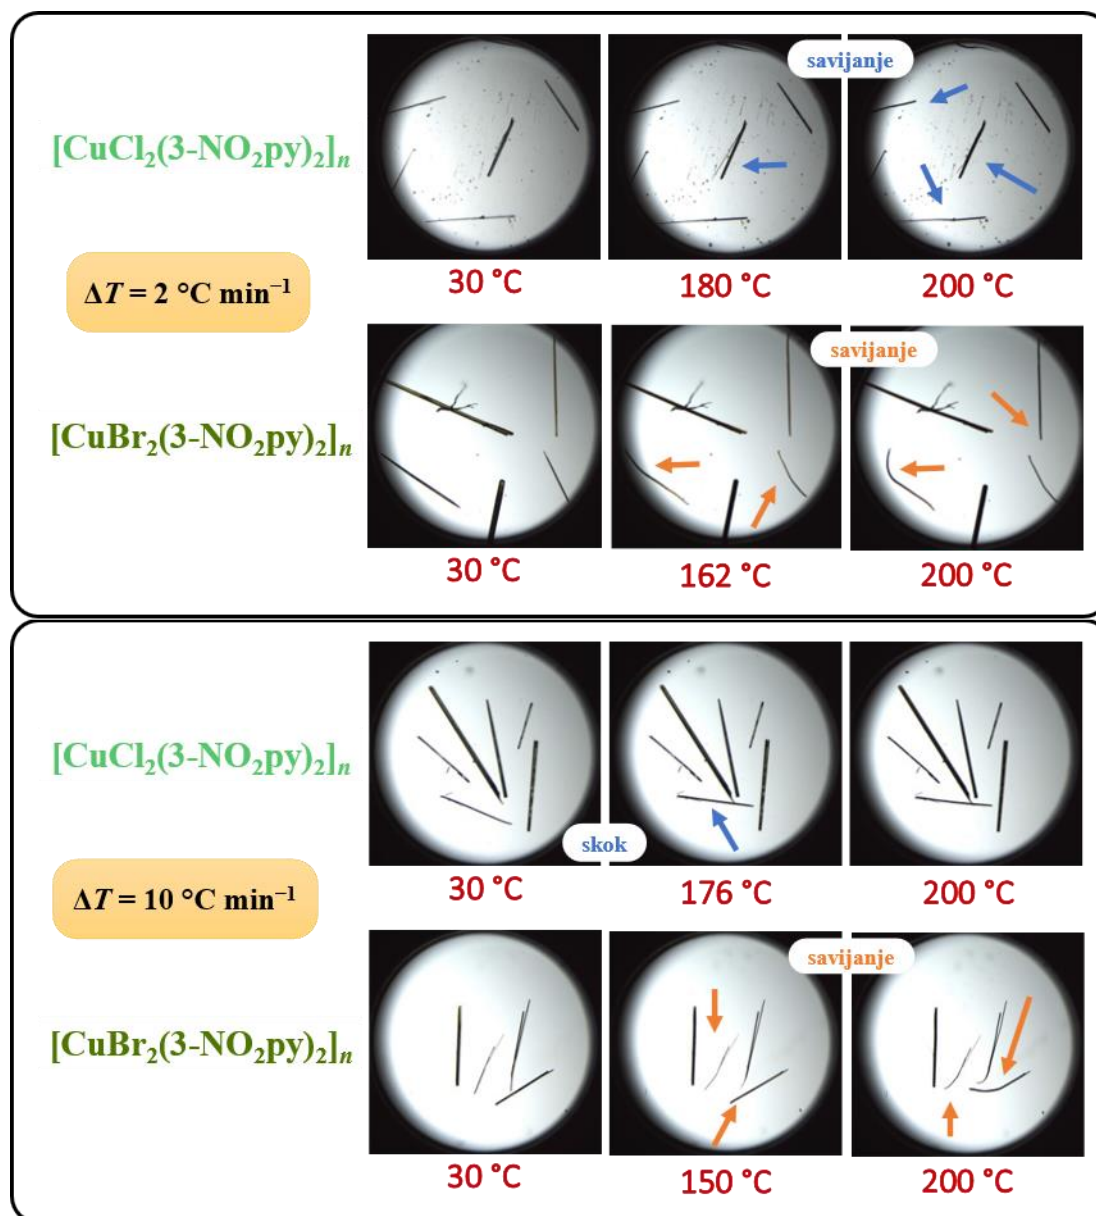 savijanje
[CuCl₂(3-NO₂py)₂]ₙ
30 °C 180 °C 200 °C
ΔT = 2 °C min⁻¹
savijanje
[CuBr₂(3-NO₂py)₂]ₙ
30 °C 162 °C 200 °C
[CuCl₂(3-NO₂py)₂]ₙ
skok
30 °C 176 °C 200 °C
ΔT = 10 °C min⁻¹
savijanje
[CuBr₂(3-NO₂py)₂]ₙ
30 °C 150 °C 200 °C